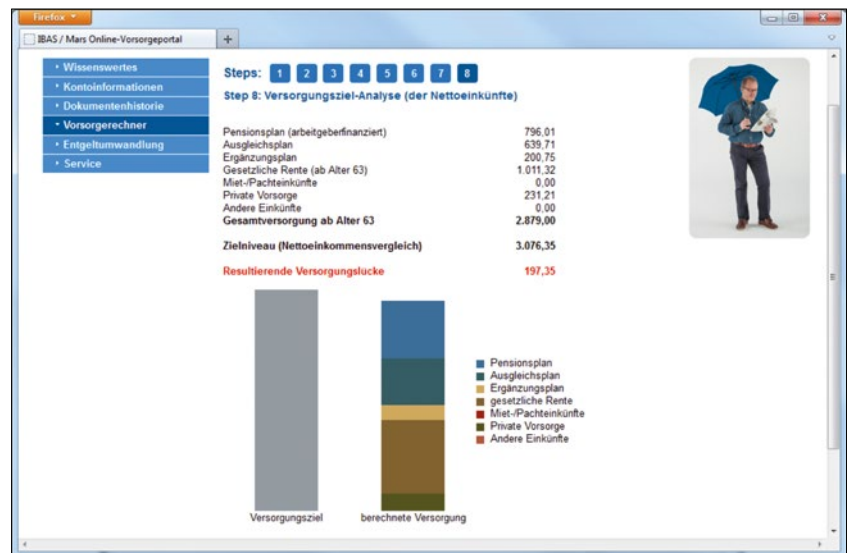 Firefox
IBAS / Mars Online-Vorsorgeportal
Wissenswertes
Kontoinformationen
Dokumentenhistorie
Vorsorgerechner
Entgeltumwandlung
Service
Steps: 1 2 3 4 5 6 7 8
Step 8: Versorgungsziel-Analyse (der Nettoeinkünfte)
Pensionsplan (arbeitgeberfinanziert) 796,01
Ausgleichsplan 639,71
Ergänzungsplan 200,75
Gesetzliche Rente (ab Alter 63) 1.011,32
Miet-/Pachteinkünfte 0,00
Private Vorsorge 231,21
Andere Einkünfte 0,00
Gesamtversorgung ab Alter 63 2.879,00
Zielniveau (Nettoeinkommensvergleich) 3.076,35
Resultierende Versorgungslücke 197,35
Pensionsplan
Ausgleichsplan
Ergänzungsplan
gesetzliche Rente
Miet-/Pachteinkünfte
Private Vorsorge
Andere Einkünfte
Versorgungsziel berechnete Versorgung